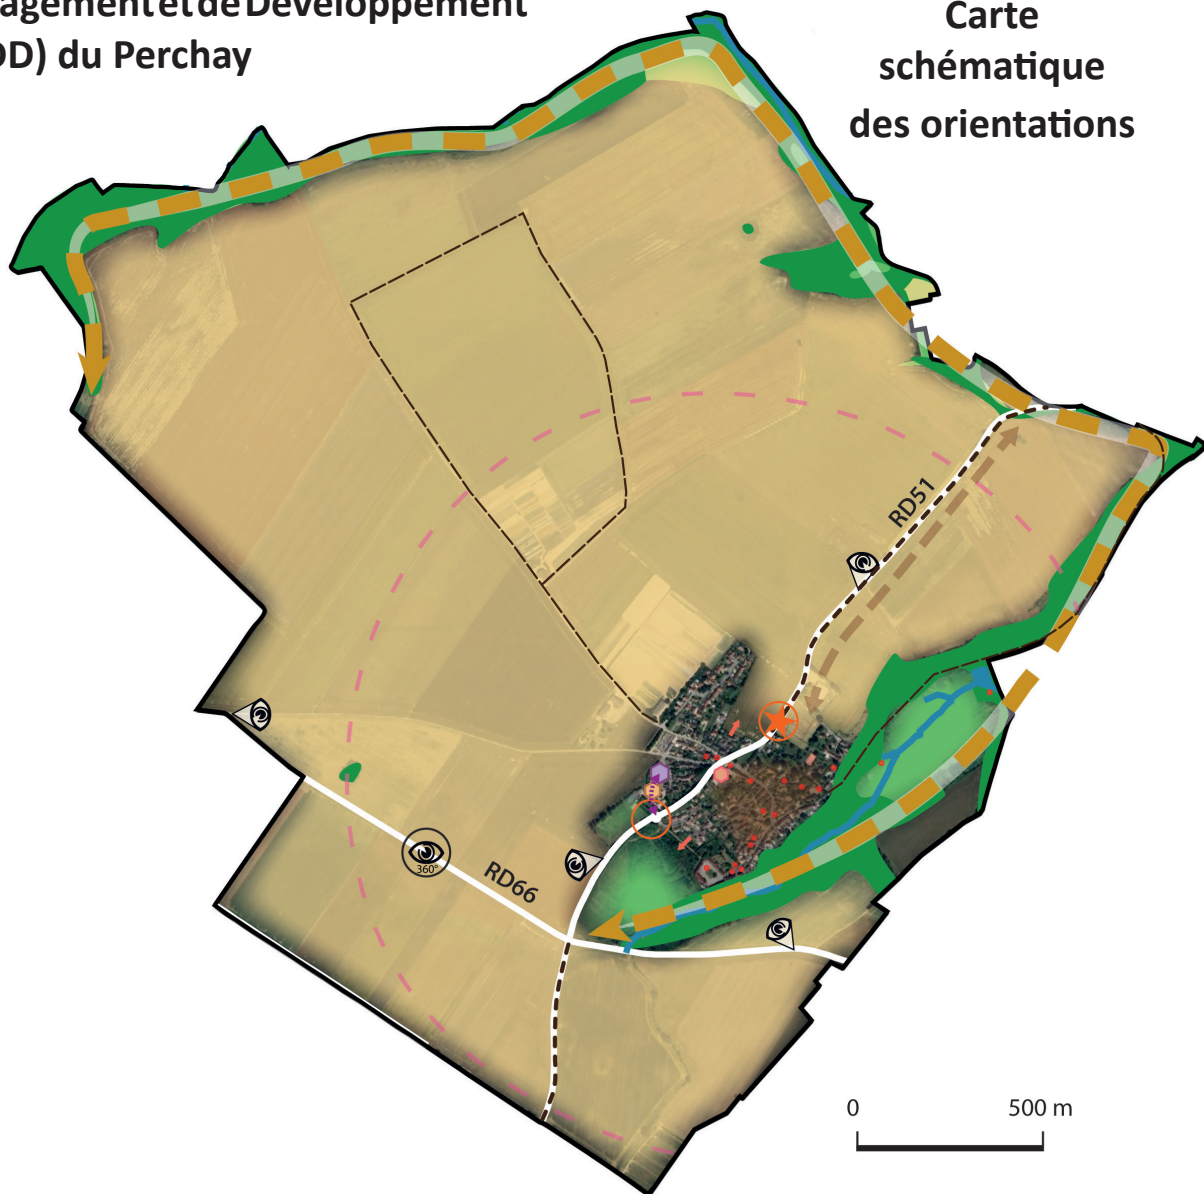 agement et de Développement
DD) du Perchay
Carte
schématique
des orientations
RD51
360°
RD66
0 500 m